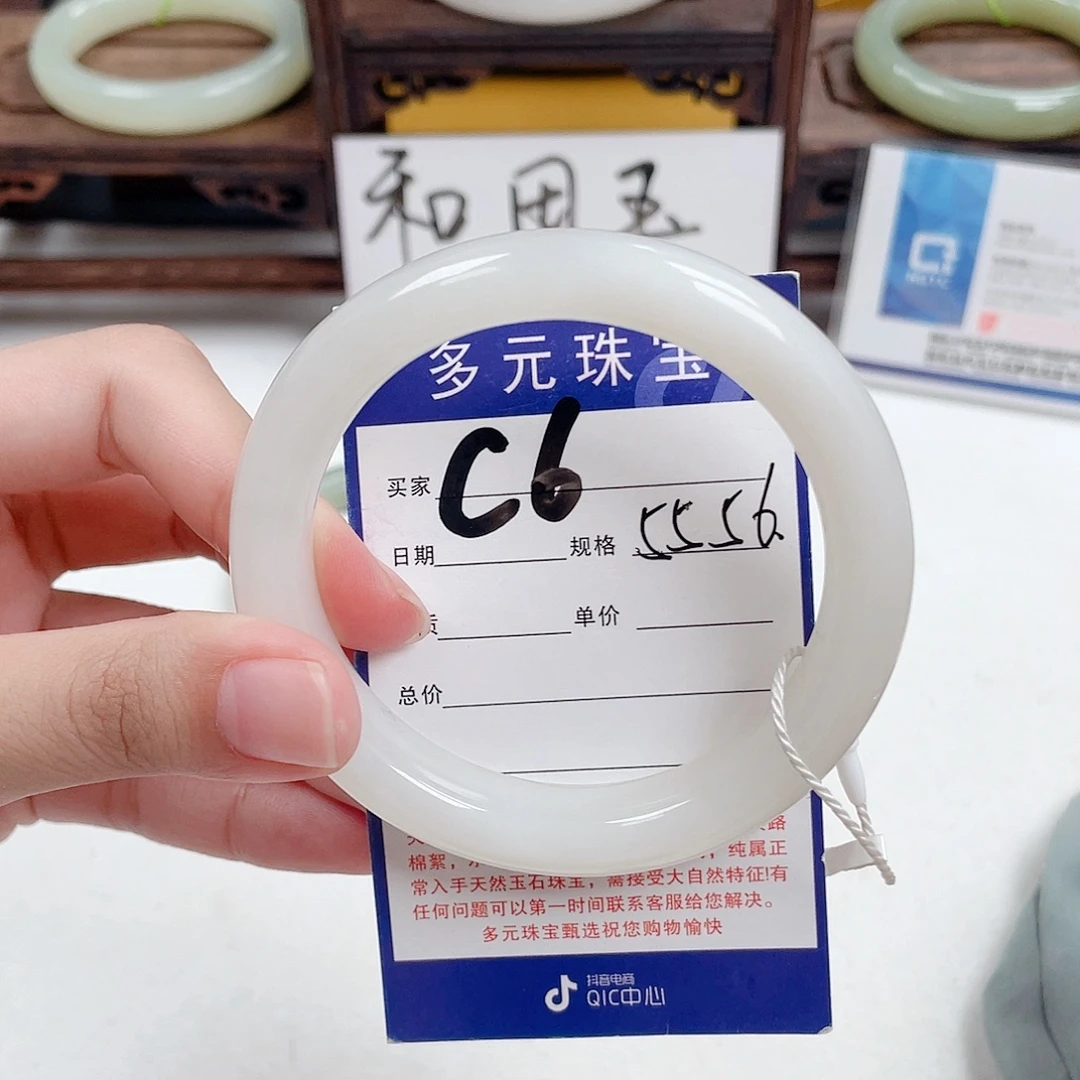 和田玉
多元珠宝
买家 C6
日期 规格 5556
单价
总价
棉絮， 纯属正
常入手天然玉石珠宝，需接受大自然特征!有
任何问题可以第一时间联系客服给您解决。
多元珠宝甄选祝您购物愉快
抖音电商
QIC中心